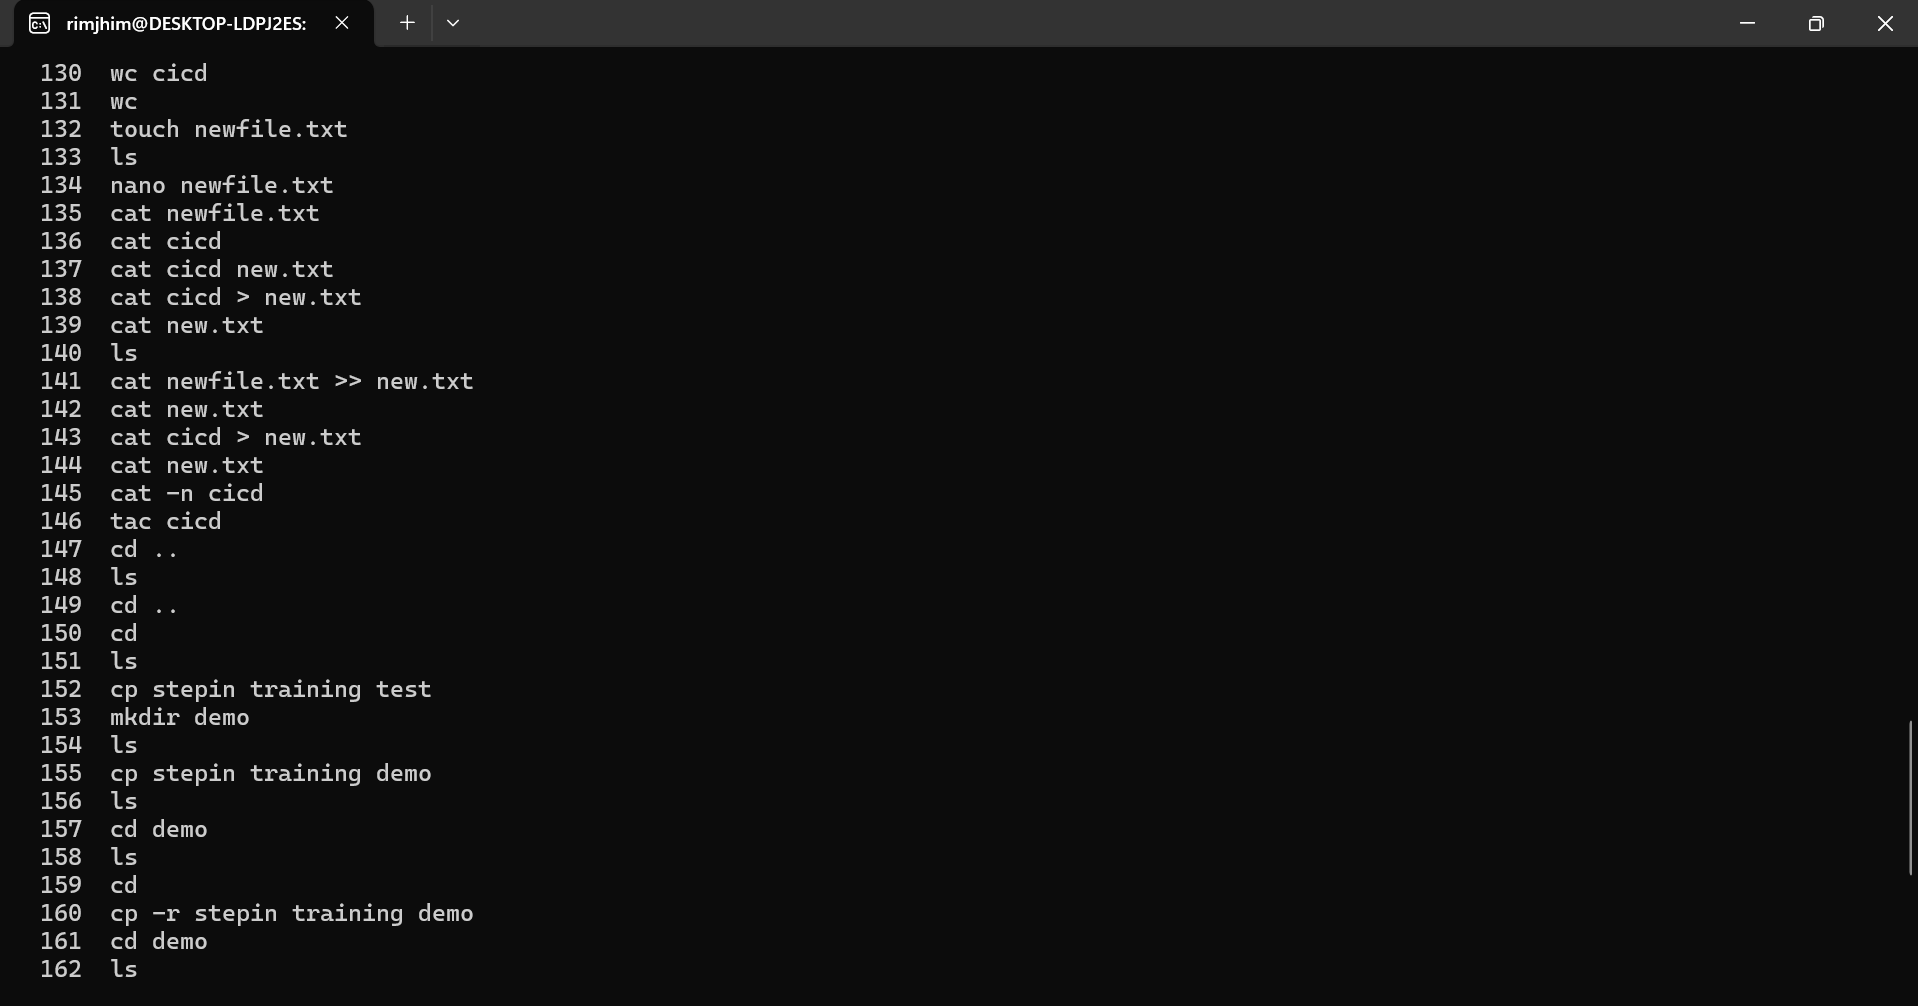 rimjhim@DESKTOP-LDPJ2ES:
130 wc cicd
131 wc
132 touch newfile.txt
133 ls
134 nano newfile.txt
135 cat newfile.txt
136 cat cicd
137 cat cicd new.txt
138 cat cicd > new.txt
139 cat new.txt
140 ls
141 cat newfile.txt >> new.txt
142 cat new.txt
143 cat cicd > new.txt
144 cat new.txt
145 cat -n cicd
146 tac cicd
147 cd ..
148 ls
149 cd ..
150 cd
151 ls
152 cp stepin training test
153 mkdir demo
154 ls
155 cp stepin training demo
156 ls
157 cd demo
158 ls
159 cd
160 cp -r stepin training demo
161 cd demo
162 ls